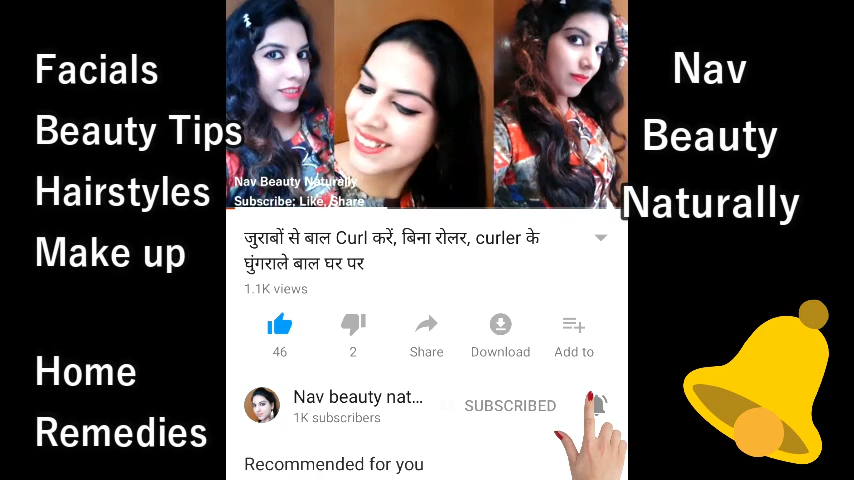 Facials
Beauty Tips
Hairstyles
Make up
Home
Remedies
Nav Beauty Naturally
Subscribe; Like, Share
जुराबों से बाल Curl करें, बिना रोलर, curler के
घुंगराले बाल घर पर
1.1K views
46
2
Share
Download
Add to
Nav beauty nat...
SUBSCRIBED
1K subscribers
Recommended for you
Nav
Beauty
Naturally